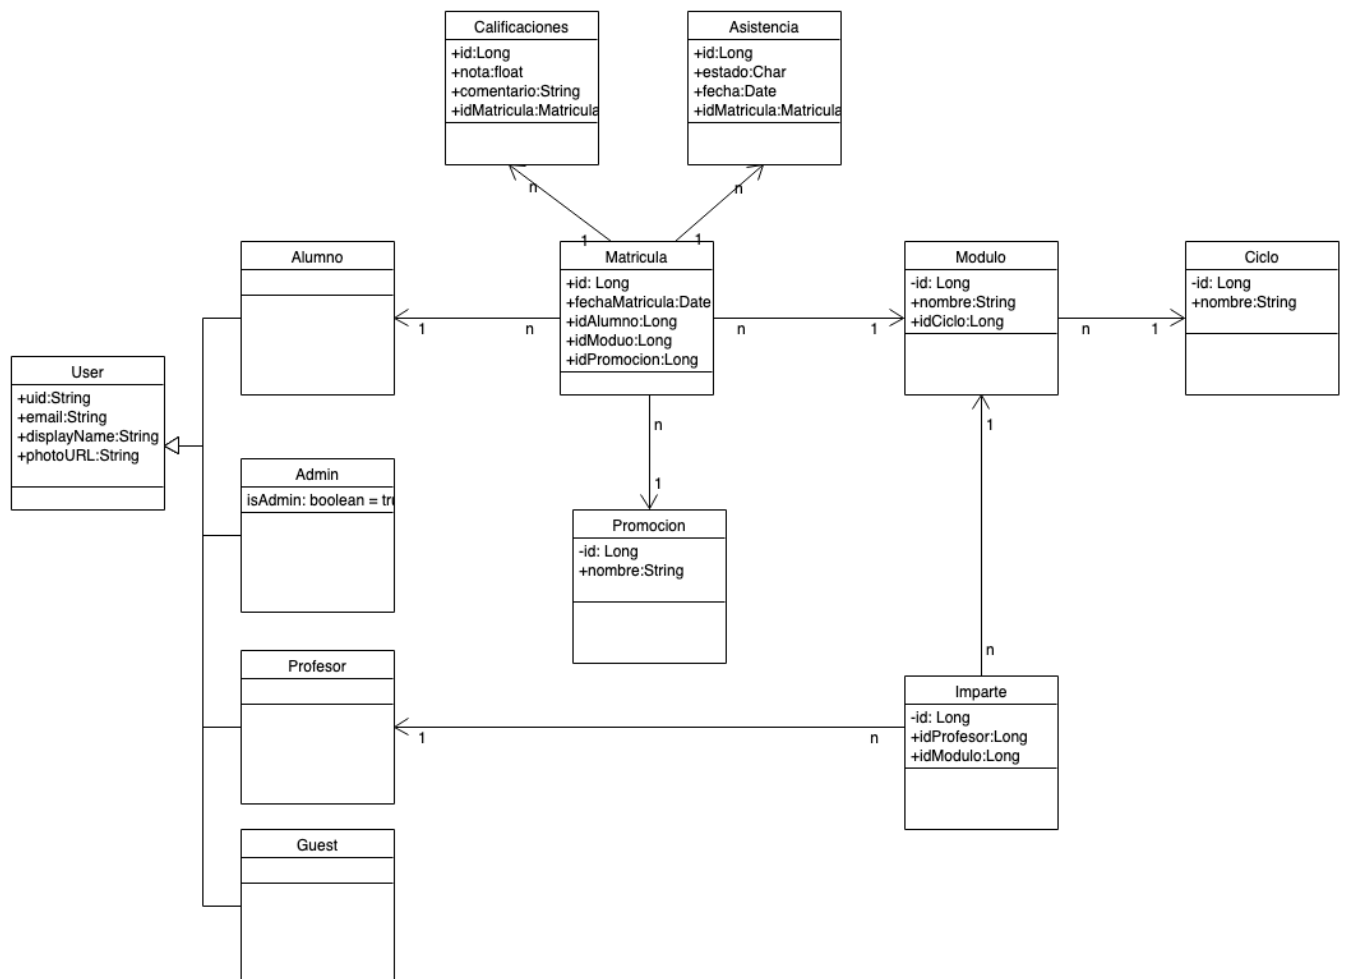 Calificaciones
+id:Long
+nota:float
+comentario:String
+idMatricula:Matricula
Asistencia
+id:Long
+estado:Char
+fecha:Date
+idMatricula:Matricula
n
n
1
1
Alumno
Matricula
+id: Long
+fechaMatricula:Date
+idAlumno:Long
+idModuo:Long
+idPromocion:Long
Modulo
-id: Long
+nombre:String
+idCiclo:Long
Ciclo
-id: Long
+nombre:String
1
n
n
1
n
1
User
+uid:String
+email:String
+displayName:String
+photoURL:String
n
1
1
Admin
isAdmin: boolean = tru
Promocion
-id: Long
+nombre:String
n
Profesor
Imparte
-id: Long
+idProfesor:Long
+idModulo:Long
1
n
Guest